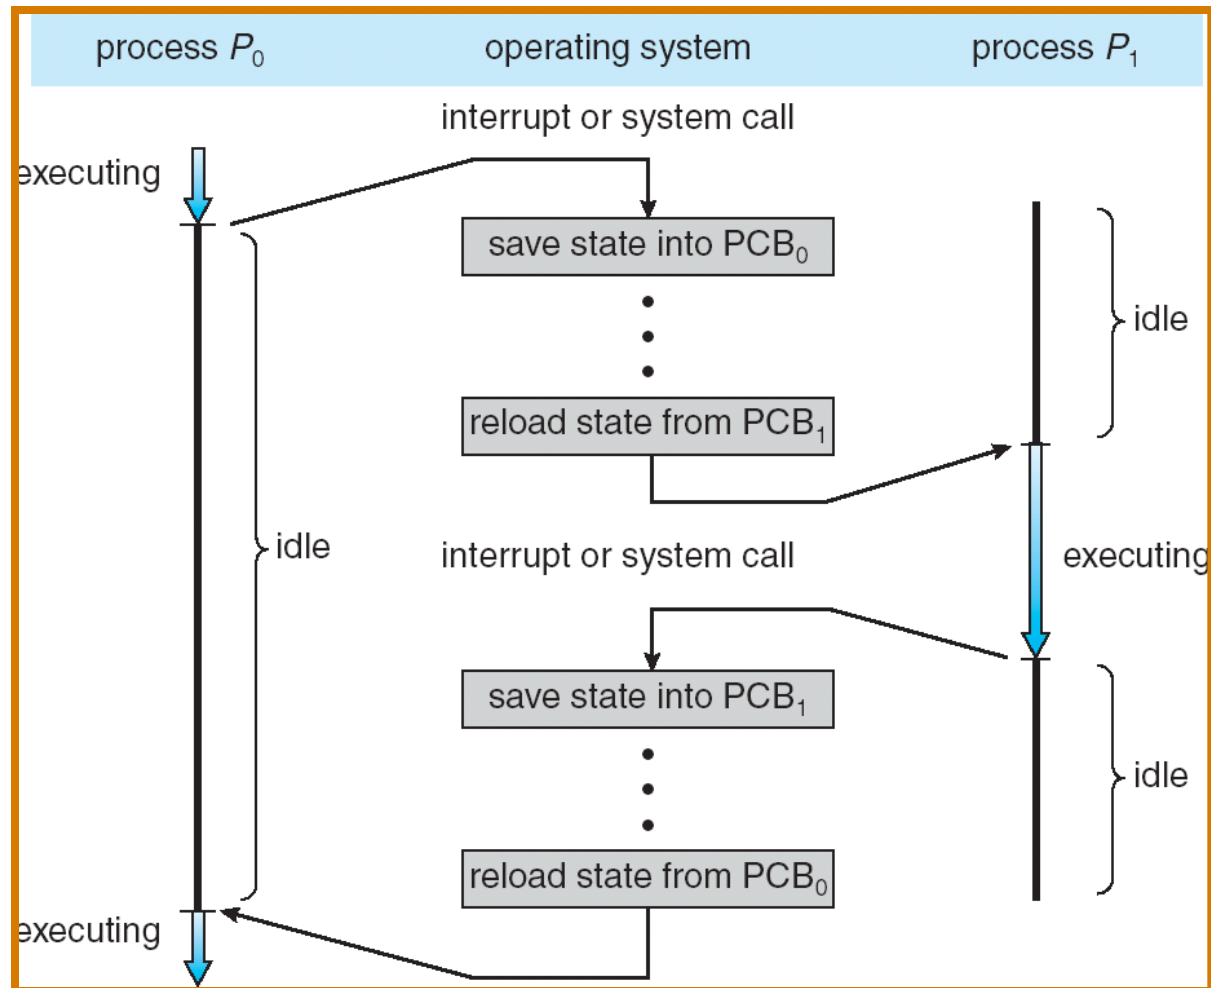 process P0 operating system process P1
interrupt or system call
executing
save state into PCB0
idle
reload state from PCB1
idle
interrupt or system call
executing
save state into PCB1
idle
reload state from PCB0
executing